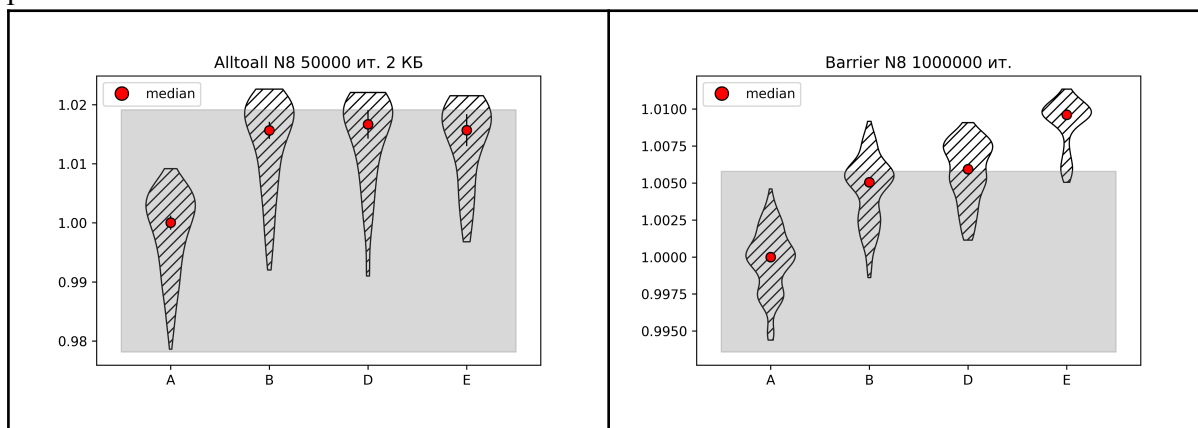 Alltoall N8 50000 ит. 2 КБ
median
1.02
1.01
1.00
0.99
0.98
A
B
D
E
Barrier N8 1000000 ит.
median
1.0100
1.0075
1.0050
1.0025
1.0000
0.9975
0.9950
A
B
D
E